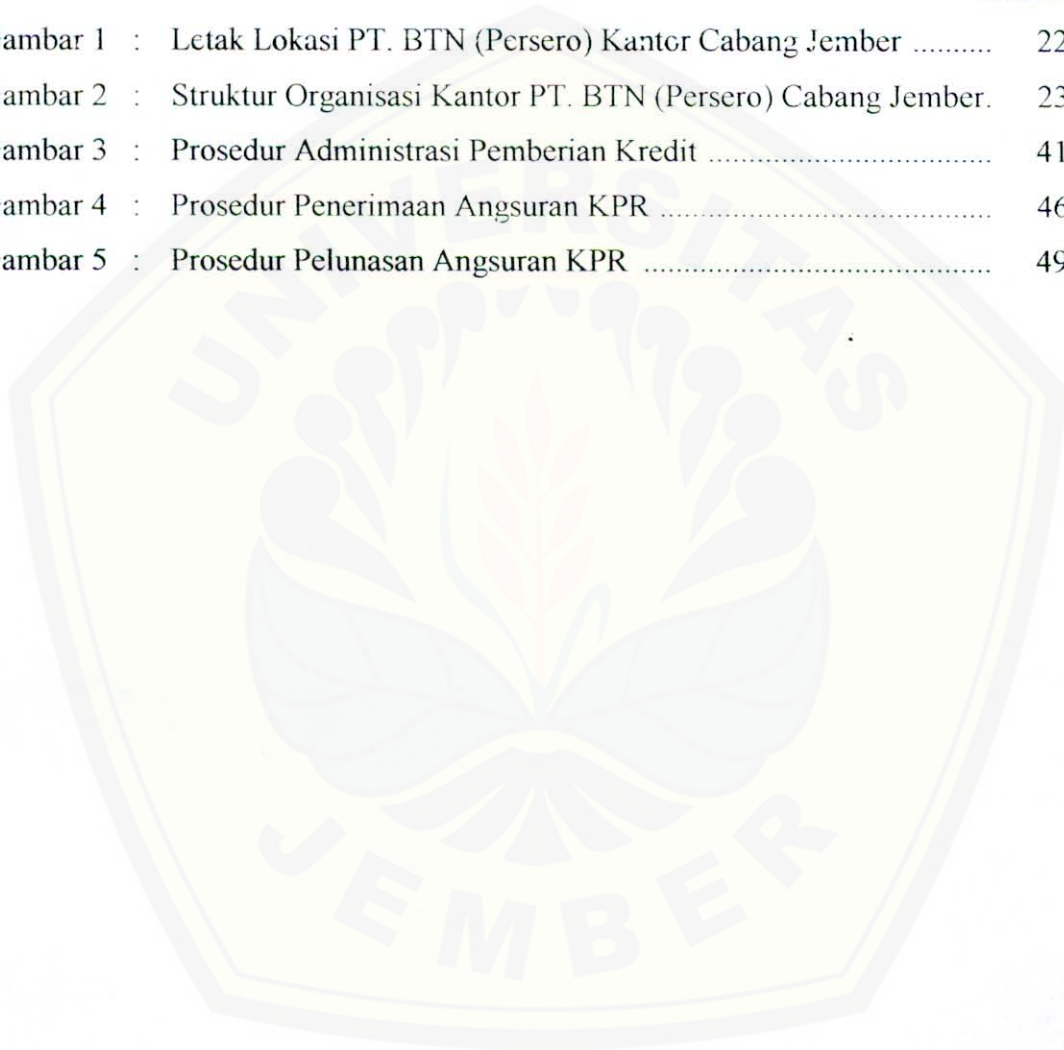 ambar 1 : Letak Lokasi PT. BTN (Persero) Kantor Cabang Jember .......... 22
ambar 2 : Struktur Organisasi Kantor PT. BTN (Persero) Cabang Jember. 23
ambar 3 : Prosedur Administrasi Pemberian Kredit .................................. 41
ambar 4 : Prosedur Penerimaan Angsuran KPR ........................................ 46
ambar 5 : Prosedur Pelunasan Angsuran KPR .......................................... 49
UNIVERSITAS
JEMBER